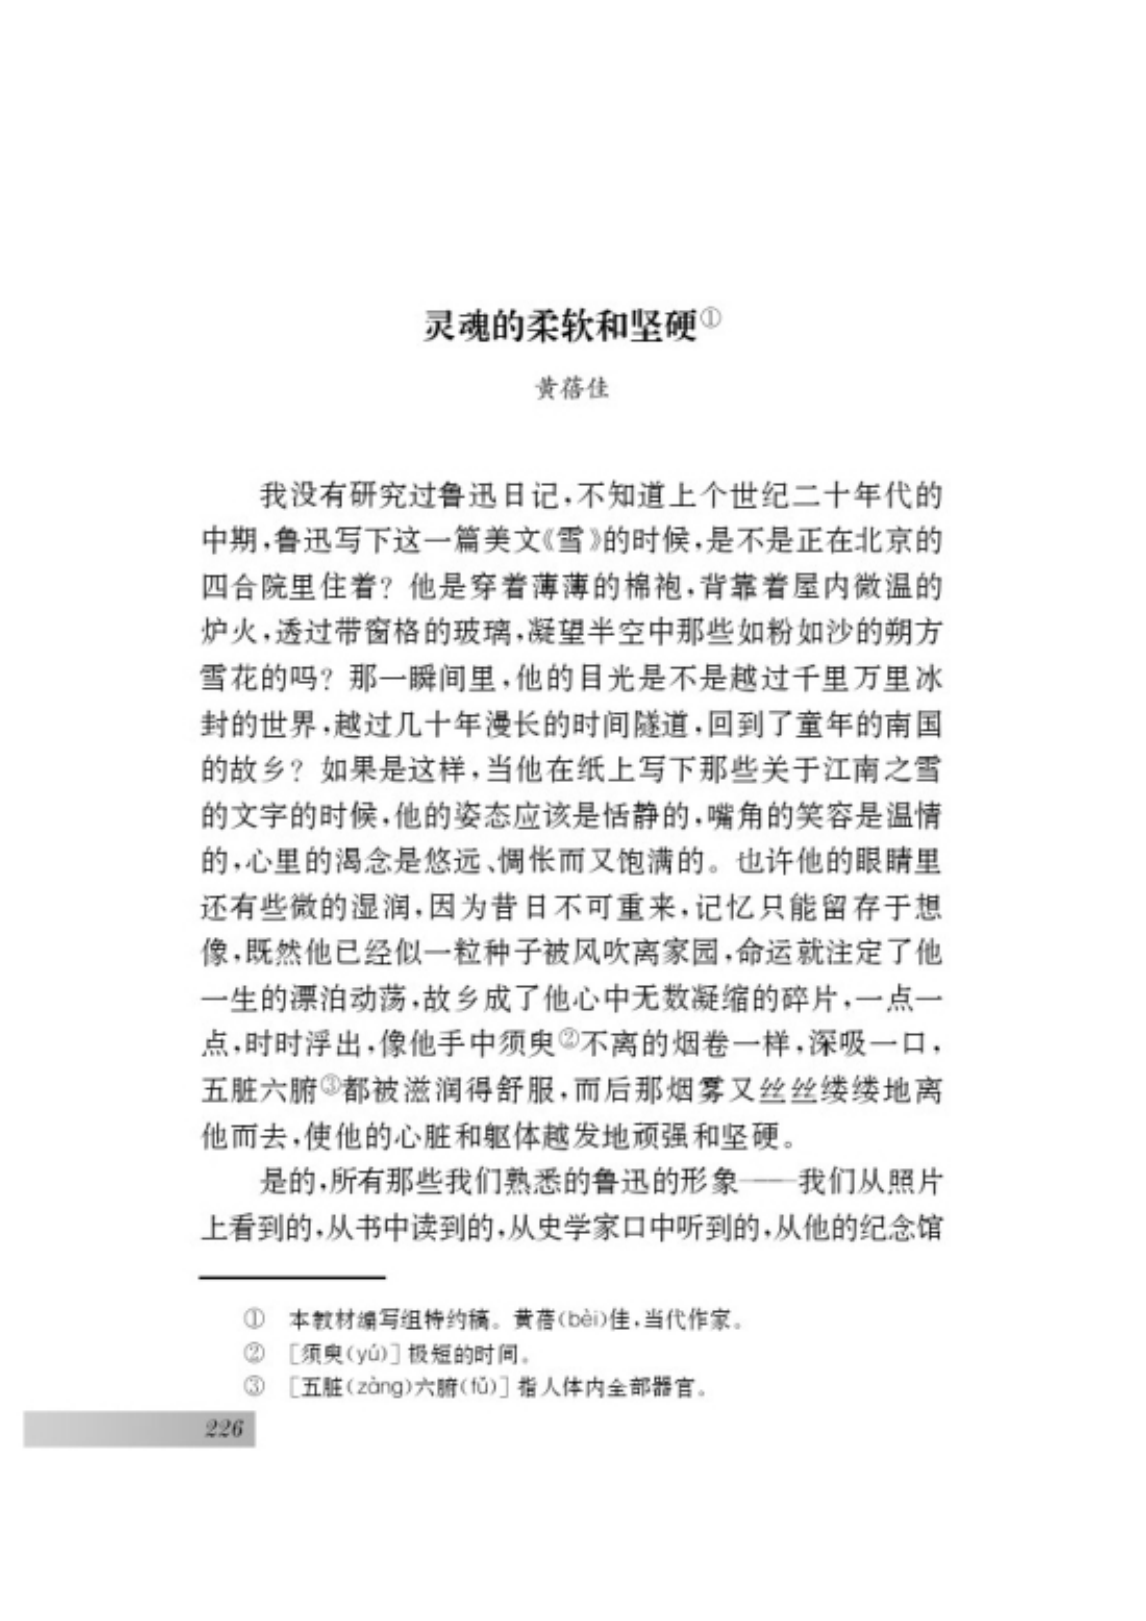 灵魂的柔软和坚硬①
黄蓓佳
我没有研究过鲁迅日记，不知道上个世纪二十年代的
中期，鲁迅写下这一篇美文《雪》的时候，是不是正在北京的
四合院里住着？他是穿着薄薄的棉袍，背靠着屋内微温的
炉火，透过带窗格的玻璃，凝望半空中那些如粉如沙的朔方
雪花的吗？那一瞬间里，他的目光是不是越过千里万里冰
封的世界，越过几十年漫长的时间隧道，回到了童年的南国
的故乡？如果是这样，当他在纸上写下那些关于江南之雪
的文字的时候，他的姿态应该是恬静的，嘴角的笑容是温情
的，心里的渴念是悠远、惆怅而又饱满的。也许他的眼睛里
还有些微的湿润，因为昔日不可重来，记忆只能留存于想
像，既然他已经似一粒种子被风吹离家园，命运就注定了他
一生的漂泊动荡，故乡成了他心中无数凝缩的碎片，一点一
点，时时浮出，像他手中须臾②不离的烟卷一样，深吸一口，
五脏六腑③都被滋润得舒服，而后那烟雾又丝丝缕缕地离
他而去，使他的心脏和躯体越发地顽强和坚硬。
是的，所有那些我们熟悉的鲁迅的形象——我们从照片
上看到的，从书中读到的，从史学家口中听到的，从他的纪念馆
① 本教材编写组特约稿。黄蓓(bèi)佳，当代作家。
② [须臾(yú)]极短的时间。
③ [五脏(zàng)六腑(fǔ)]指人体内全部器官。
226